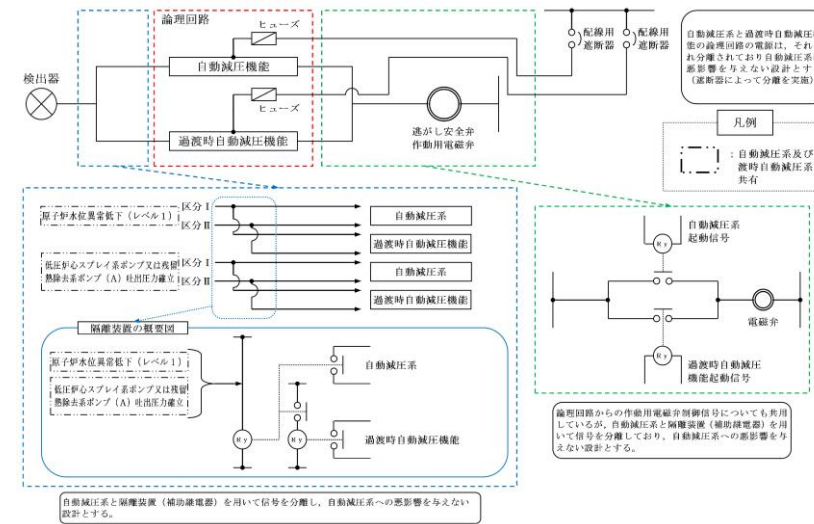 論理回路
ヒューズ
配線用
遮断器
配線用
遮断器
検出器
自動減圧機能
ヒューズ
過渡時自動減圧機能
逃がし安全弁
作動用電磁弁
自動減圧系と過渡時自動減圧
能の論理回路の電源は,それ
れ分離されており自動減圧系
悪影響を与えない設計とす
(遮断器によって分離を実施)
凡例
:自動減圧系及び
渡時自動減圧系
共有
原子炉水位異常低下(レベル1)
区分Ⅰ
区分Ⅱ
自動減圧系
過渡時自動減圧機能
低圧炉心スプレイ系ポンプ又は残留
熱除去系ポンプ(A)吐出圧力確立
区分Ⅰ
区分Ⅱ
自動減圧系
過渡時自動減圧機能
隔離装置の概要図
原子炉水位異常低下(レベル1)
低圧炉心スプレイ系ポンプ又は残留
熱除去系ポンプ(A)吐出圧力確立
Ry
Ry
自動減圧系
過渡時自動減圧機能
自動減圧系と隔離装置(補助継電器)を用いて信号を分離し,自動減圧系への悪影響を与えない
設計とする。
自動減圧系
起動信号
Ry
電磁弁
Ry
過渡時自動減圧
機能起動信号
論理回路からの作動用電磁弁制御信号についても共用
しているが,自動減圧系と隔離装置(補助継電器)を用
いて信号を分離しており,自動減圧系への悪影響を与
えない設計とする。